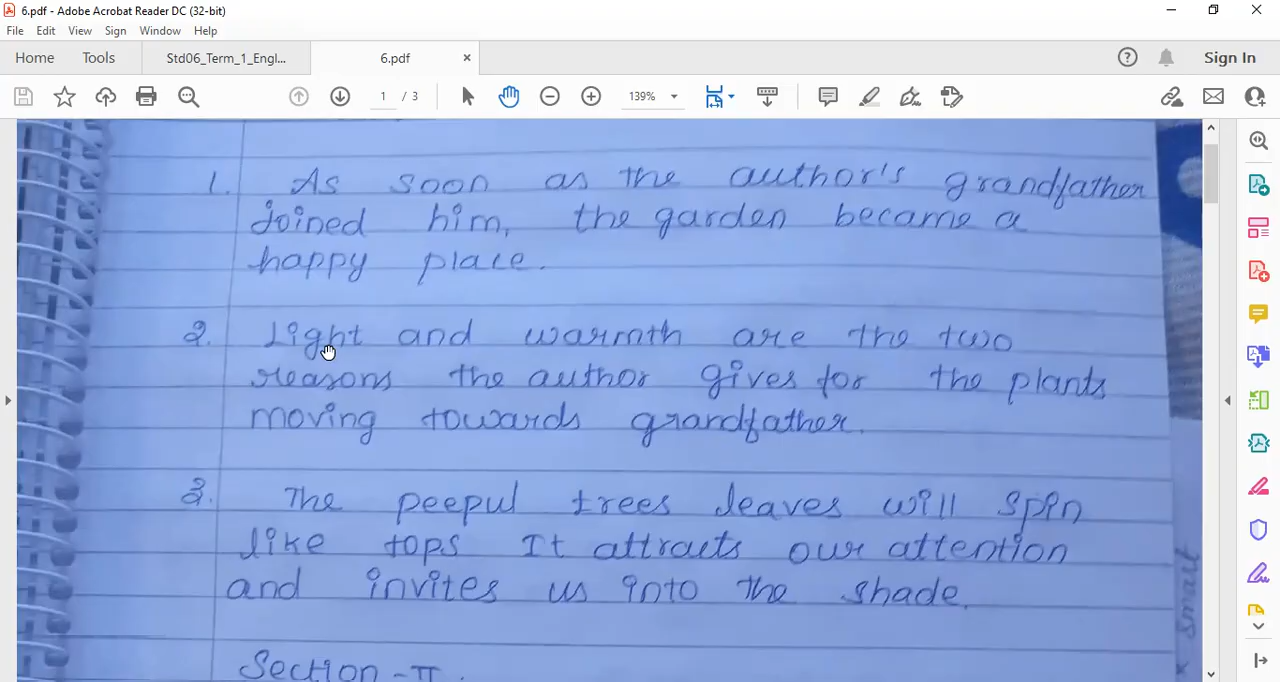 6.pdf - Adobe Acrobat Reader DC (32-bit)
File Edit View Sign Window Help
Home Tools Std06_Term_1_Engl... 6.pdf × Sign In
1 / 3 139%
1. As soon as the author's grandfather
joined him, the garden became a
happy place.
2. Light and warmth are the two
reasons the author gives for the plants
moving towards grandfather.
3. The peepul trees leaves will spin
like tops It attracts our attention
and invites us into the shade.
Section - II.
small